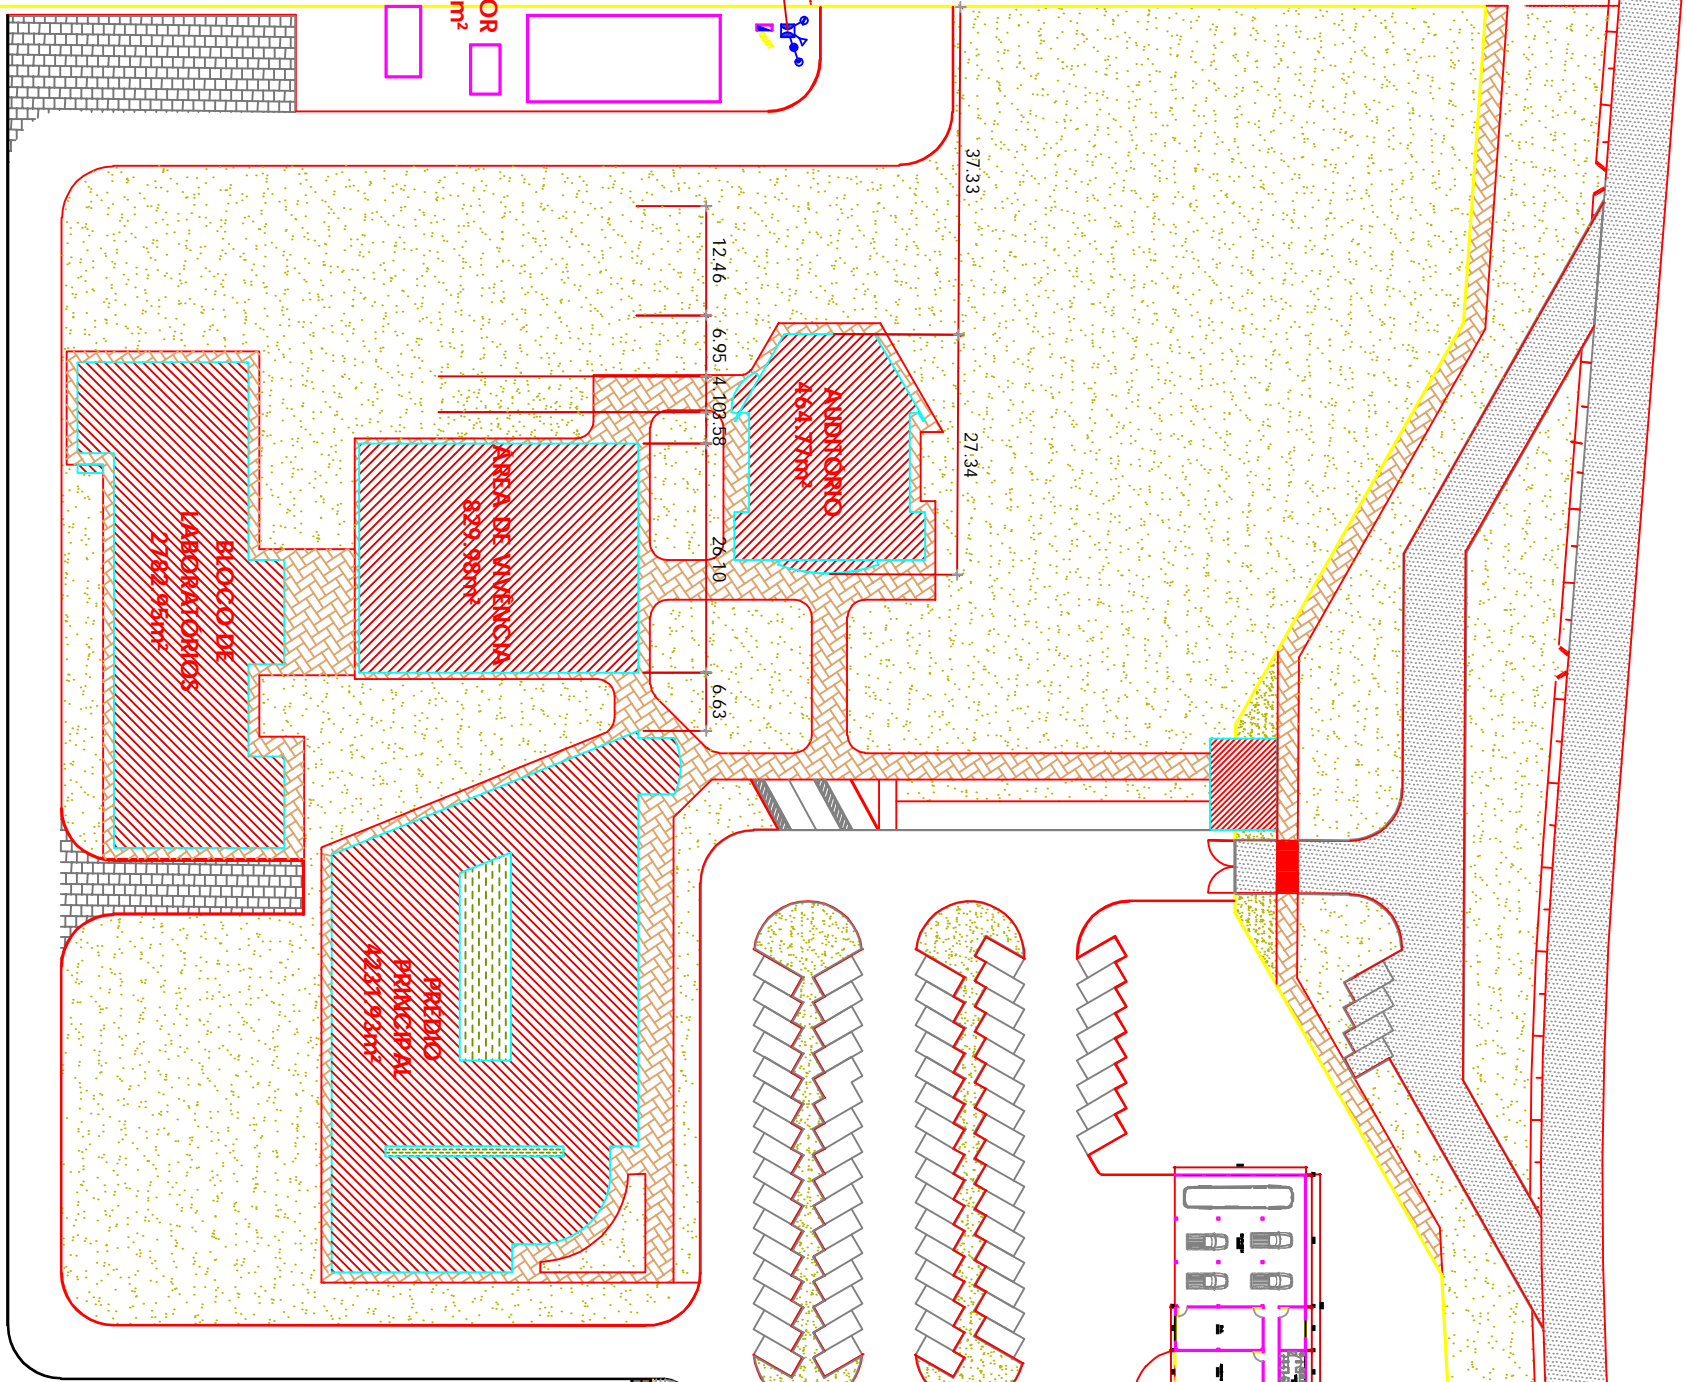 OR
m²
37.33
12.46
6.95
4.10
3.58
26.10
6.63
27.34
AUDITÓRIO
464.77m²
ÁREA DE VIVÊNCIA
829.98m²
BLOCO DE
LABORATÓRIOS
2782.95m²
PRÉDIO
PRINCIPAL
4231.93m²